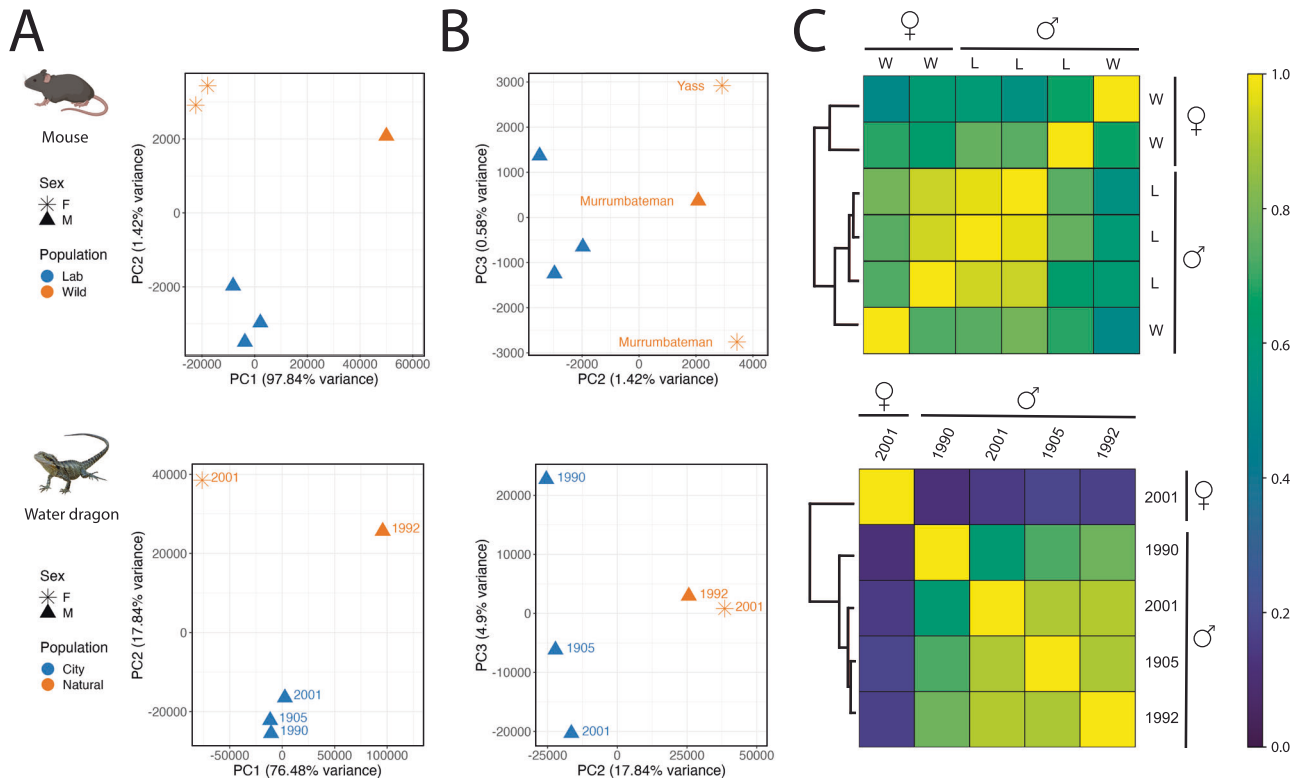 A
B
C
Mouse
Sex
F
M
Population
Lab
Wild
PC2 (1.42% variance)
2000
0
-2000
-20000 0 20000 40000 60000
PC1 (97.84% variance)
PC3 (0.58% variance)
3000
2000
1000
0
-1000
-2000
-3000
Yass
Murrumbateman
Murrumbateman
-4000 -2000 0 2000 4000
PC2 (1.42% variance)
♀ ♂
W W L L L W
W
W
♀
L
L
L
W
♂
1.0
0.8
0.6
0.4
0.2
0.0
Water dragon
Sex
F
M
Population
City
Natural
PC2 (17.84% variance)
40000
20000
0
-20000
2001
1992
2001
1905
1990
-50000 0 50000 100000
PC1 (76.48% variance)
PC3 (4.9% variance)
20000
10000
0
-10000
-20000
1990
1992
2001
1905
2001
-25000 0 25000 50000
PC2 (17.84% variance)
♀ ♂
2001 1990 2001 1905 1992
2001
♀
1990
2001
1905
1992
♂